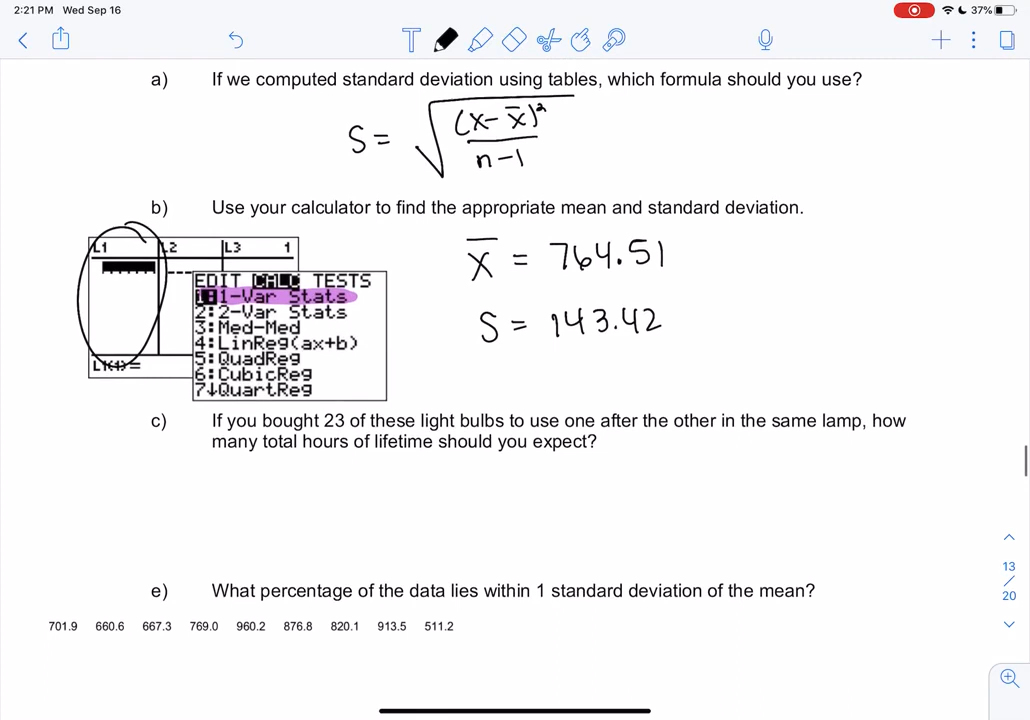 2:21 PM Wed Sep 16
37%
a) If we computed standard deviation using tables, which formula should you use?
S = √((x - x̄)² / (n-1))
b) Use your calculator to find the appropriate mean and standard deviation.
L1 L2 L3 1
L1(1)=
EDIT CALC TESTS
1:1-Var Stats
2:2-Var Stats
3:Med-Med
4:LinReg(ax+b)
5:QuadReg
6:CubicReg
7↓QuartReg
x̄ = 764.51
S = 143.42
c) If you bought 23 of these light bulbs to use one after the other in the same lamp, how
many total hours of lifetime should you expect?
e) What percentage of the data lies within 1 standard deviation of the mean?
701.9 660.6 667.3 769.0 960.2 876.8 820.1 913.5 511.2
13
/
20